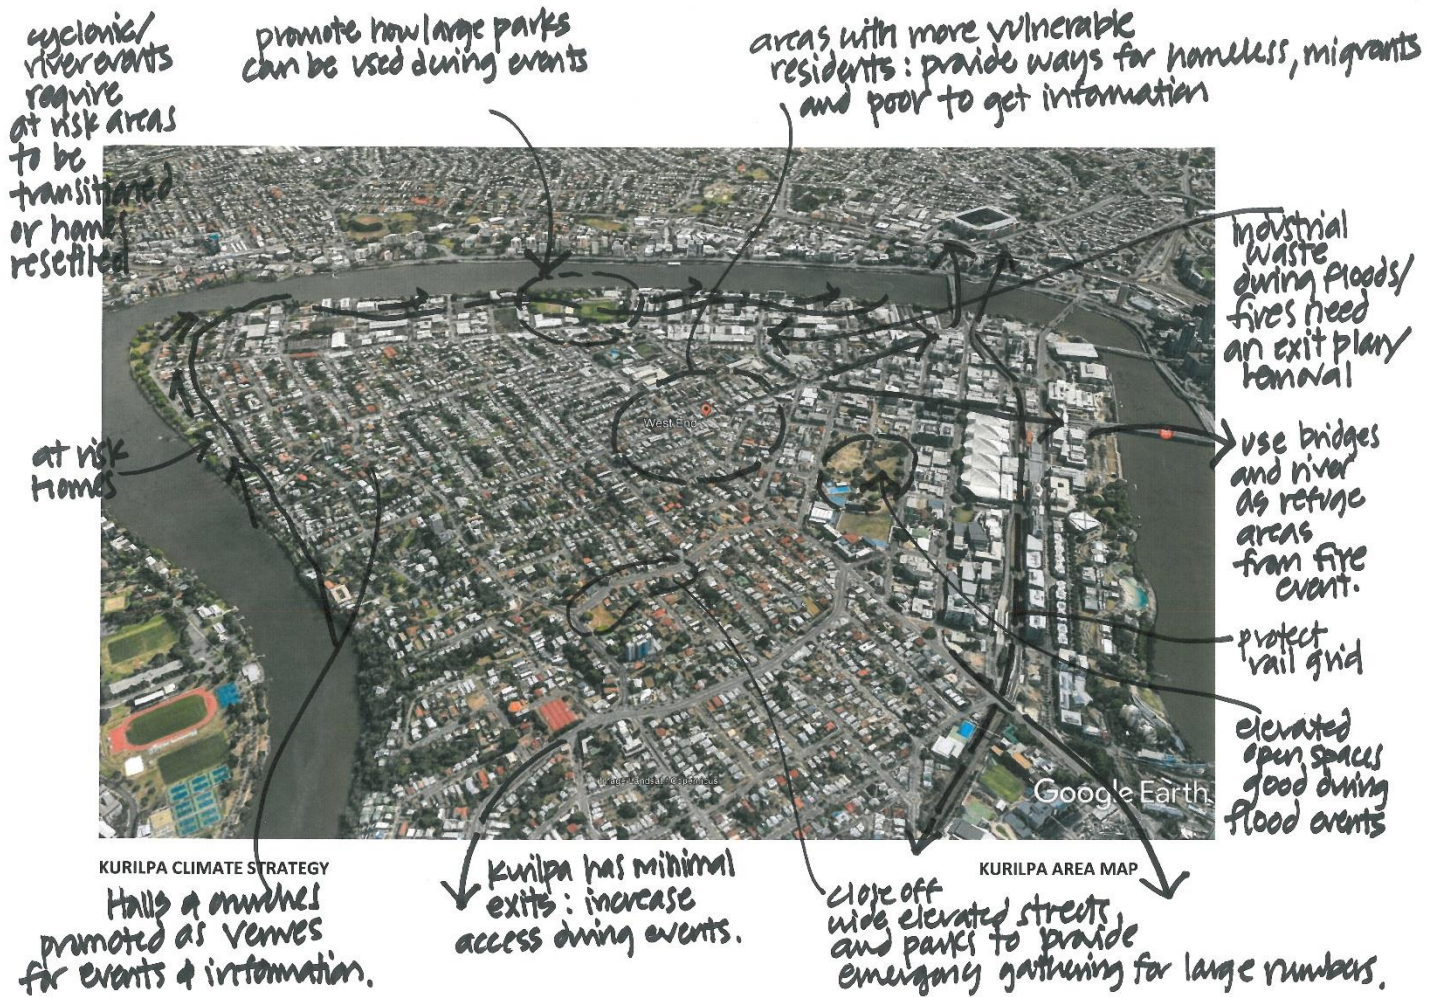 cyclonic/
river events
require
at risk areas
to be
transitioned
or homes
resettled
promote how large parks
can be used during events
areas with more vulnerable
residents : provide ways for homeless, migrants
and poor to get information
industrial
waste
during floods/
fires need
an exit plan/
removal
at risk
Homes
West End
use bridges
and river
as refuge
areas
from fire
event.
protect
rail grid
elevated
open spaces
good during
flood events
Image Landsat / Copernicus
Google Earth
KURILPA CLIMATE STRATEGY
KURILPA AREA MAP
Halls & churches
promoted as venues
for events & information.
Kurilpa has minimal
exits : increase
access during events.
close off
wide elevated streets
and parks to provide
emergency gathering for large numbers.